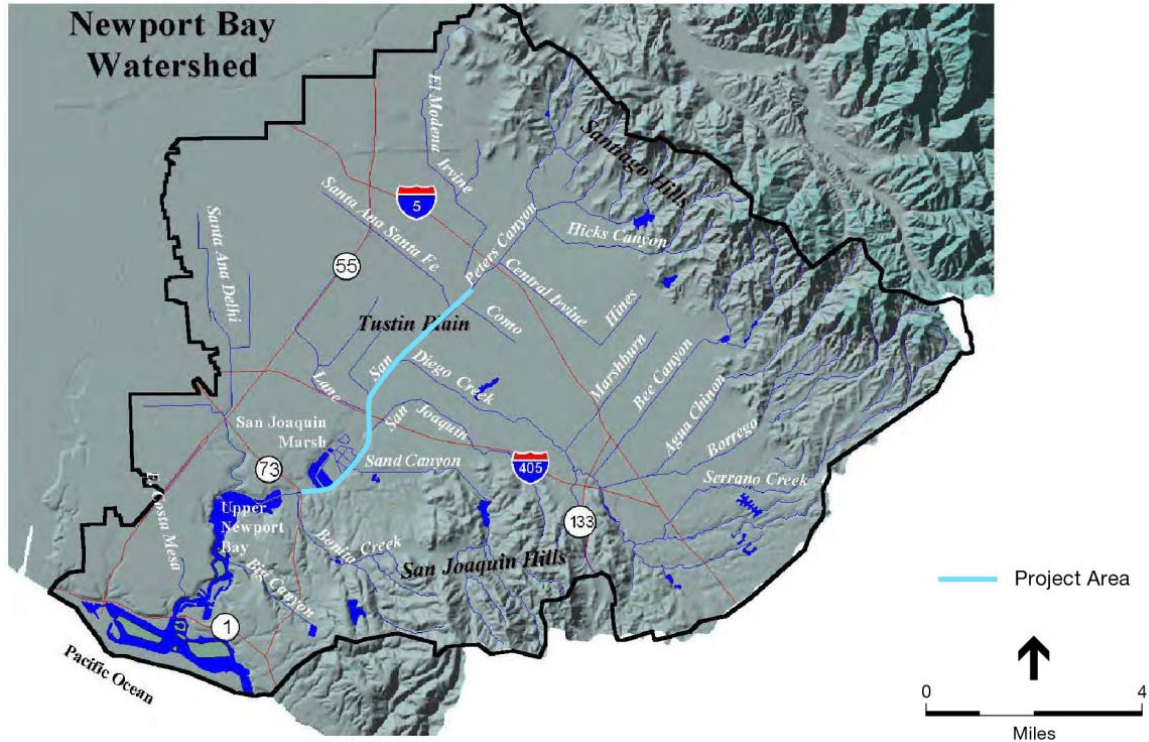 Newport Bay
Watershed
El Modena Irvine
Santiago Hills
5
Santa Ana Santa Fe
Peters Canyon
Hicks Canyon
Santa Ana Delhi
55
Central Irvine
Hines
Tustin Plain
Como
San Diego Creek
Lane
Marshburn
Bee Canyon
Agua Chinon
San Joaquin
Borrego
San Joaquin
Marsh
Sand Canyon
405
73
Serrano Creek
Costa Mesa
Upper
Newport
Bay
133
Bonita Creek
San Joaquin Hills
Big Canyon
Project Area
1
Pacific Ocean
0
4
Miles